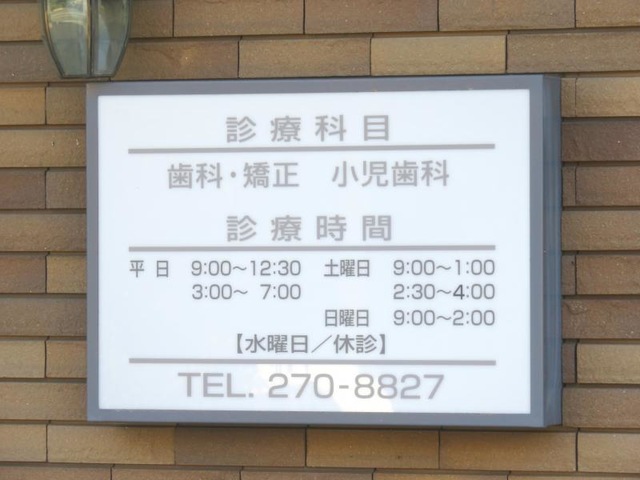 診療科目
歯科・矯正 小児歯科
診療時間
平日 9:00〜12:30 土曜日 9:00〜1:00
3:00〜 7:00 2:30〜4:00
日曜日 9:00〜2:00
【水曜日／休診】
TEL. 270-8827